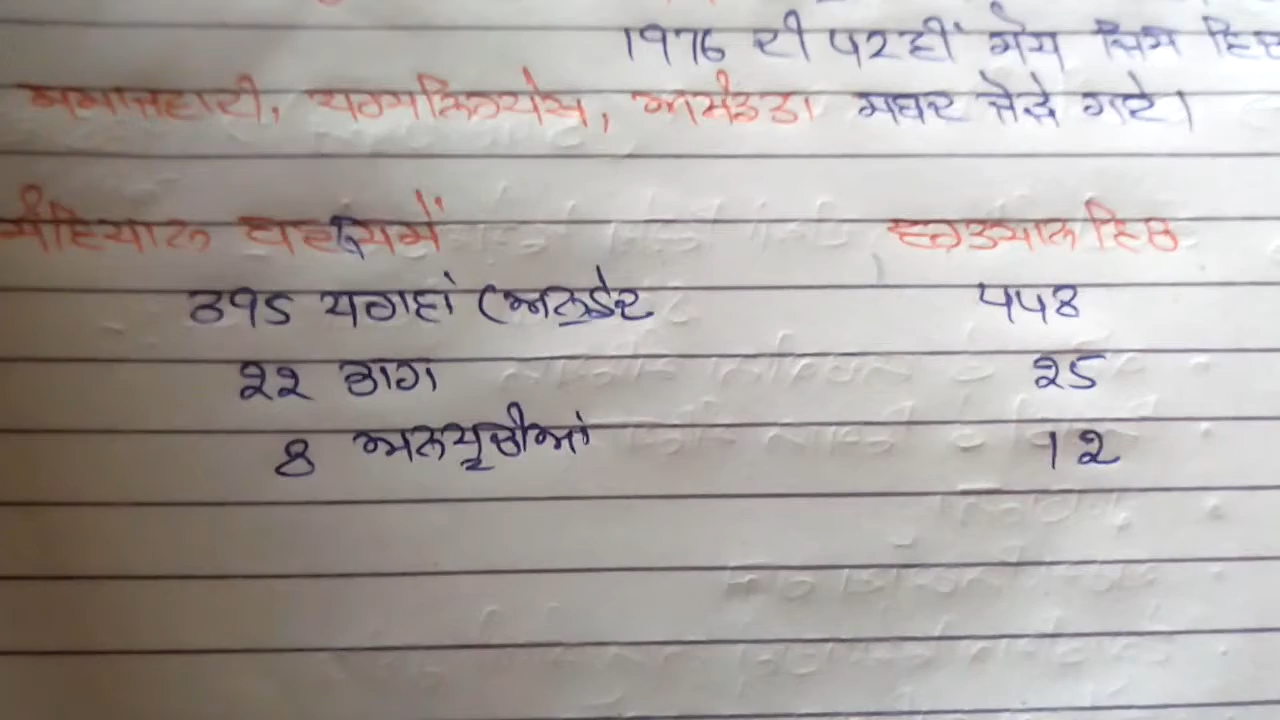 1976 ਦੀ 42ਵੀਂ ਸੋਧ ਜਿਸ ਵਿਚ
ਸਮਾਜਵਾਦੀ, ਧਰਮਨਿਰਪੇਖ, ਅਖੰਡਤਾ ਸ਼ਬਦ ਜੋੜੇ ਗਏ।
ਸੰਵਿਧਾਨ ਵਰਤਮਾਨ ਵਿਚ
395 ਧਾਰਾਵਾਂ (ਅਨੁਛੇਦ 448
22 ਭਾਗ 25
8 ਅਨੁਸੂਚੀਆਂ 12